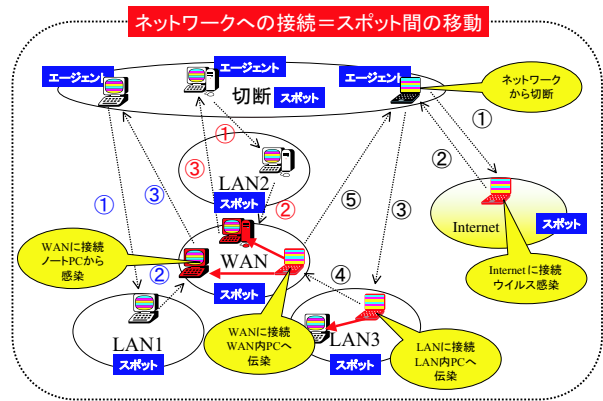 ネットワークへの接続＝スポット間の移動
エージェント
エージェント
エージェント
切断
スポット
ネットワーク
から切断
①
①
②
③
③
①
③
②
⑤
LAN2
スポット
②
Internet
スポット
WANに接続
ノートPCから
感染
WAN
スポット
④
Internetに接続
ウイルス感染
LAN1
スポット
WANに接続
WAN内PCへ
伝染
LAN3
スポット
LANに接続
LAN内PCへ
伝染